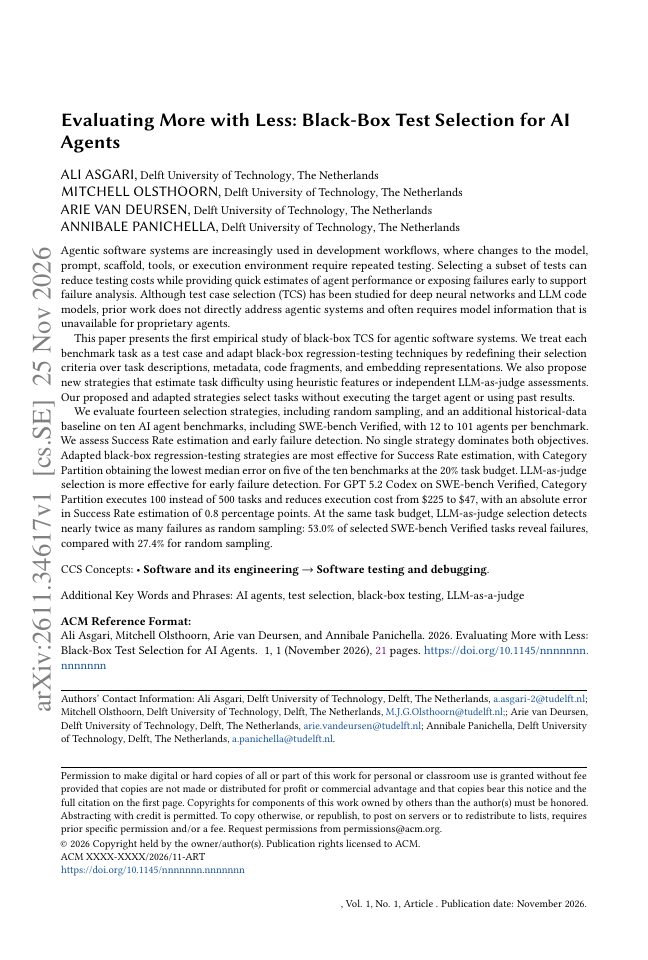 Evaluating More with Less: Black-Box Test Selection for AI
Agents
ALI ASGARI, Delft University of Technology, The Netherlands
MITCHELL OLSTHOORN, Delft University of Technology, The Netherlands
ARIE VAN DEURSEN, Delft University of Technology, The Netherlands
ANNIBALE PANICHELLA, Delft University of Technology, The Netherlands
Agentic software systems are increasingly used in development workflows, where changes to the model,
prompt, scaffold, tools, or execution environment require repeated testing. Selecting a subset of tests can
reduce testing costs while providing quick estimates of agent performance or exposing failures early to support
failure analysis. Although test case selection (TCS) has been studied for deep neural networks and LLM code
models, prior work does not directly address agentic systems and often requires model information that is
unavailable for proprietary agents.
This paper presents the first empirical study of black-box TCS for agentic software systems. We treat each
benchmark task as a test case and adapt black-box regression-testing techniques by redefining their selection
criteria over task descriptions, metadata, code fragments, and embedding representations. We also propose
new strategies that estimate task difficulty using heuristic features or independent LLM-as-judge assessments.
Our proposed and adapted strategies select tasks without executing the target agent or using past results.
We evaluate fourteen selection strategies, including random sampling, and an additional historical-data
baseline on ten AI agent benchmarks, including SWE-bench Verified, with 12 to 101 agents per benchmark.
We assess Success Rate estimation and early failure detection. No single strategy dominates both objectives.
Adapted black-box regression-testing strategies are most effective for Success Rate estimation, with Category
Partition obtaining the lowest median error on five of the ten benchmarks at the 20% task budget. LLM-as-judge
selection is more effective for early failure detection. For GPT 5.2 Codex on SWE-bench Verified, Category
Partition executes 100 instead of 500 tasks and reduces execution cost from $225 to $47, with an absolute error
in Success Rate estimation of 0.8 percentage points. At the same task budget, LLM-as-judge selection detects
nearly twice as many failures as random sampling: 53.0% of selected SWE-bench Verified tasks reveal failures,
compared with 27.4% for random sampling.
CCS Concepts: • Software and its engineering → Software testing and debugging.
Additional Key Words and Phrases: AI agents, test selection, black-box testing, LLM-as-a-judge
ACM Reference Format:
Ali Asgari, Mitchell Olsthoorn, Arie van Deursen, and Annibale Panichella. 2026. Evaluating More with Less:
Black-Box Test Selection for AI Agents. 1, 1 (November 2026), 21 pages. https://doi.org/10.1145/nnnnnnn.
nnnnnnn
Authors' Contact Information: Ali Asgari, Delft University of Technology, Delft, The Netherlands, a.asgari-2@tudelft.nl;
Mitchell Olsthoorn, Delft University of Technology, Delft, The Netherlands, M.J.G.Olsthoorn@tudelft.nl;; Arie van Deursen,
Delft University of Technology, Delft, The Netherlands, arie.vandeursen@tudelft.nl; Annibale Panichella, Delft University
of Technology, Delft, The Netherlands, a.panichella@tudelft.nl.
Permission to make digital or hard copies of all or part of this work for personal or classroom use is granted without fee
provided that copies are not made or distributed for profit or commercial advantage and that copies bear this notice and the
full citation on the first page. Copyrights for components of this work owned by others than the author(s) must be honored.
Abstracting with credit is permitted. To copy otherwise, or republish, to post on servers or to redistribute to lists, requires
prior specific permission and/or a fee. Request permissions from permissions@acm.org.
© 2026 Copyright held by the owner/author(s). Publication rights licensed to ACM.
ACM XXXX-XXXX/2026/11-ART
https://doi.org/10.1145/nnnnnnn.nnnnnnn
, Vol. 1, No. 1, Article . Publication date: November 2026.
arXiv:2611.34617v1 [cs.SE] 25 Nov 2026